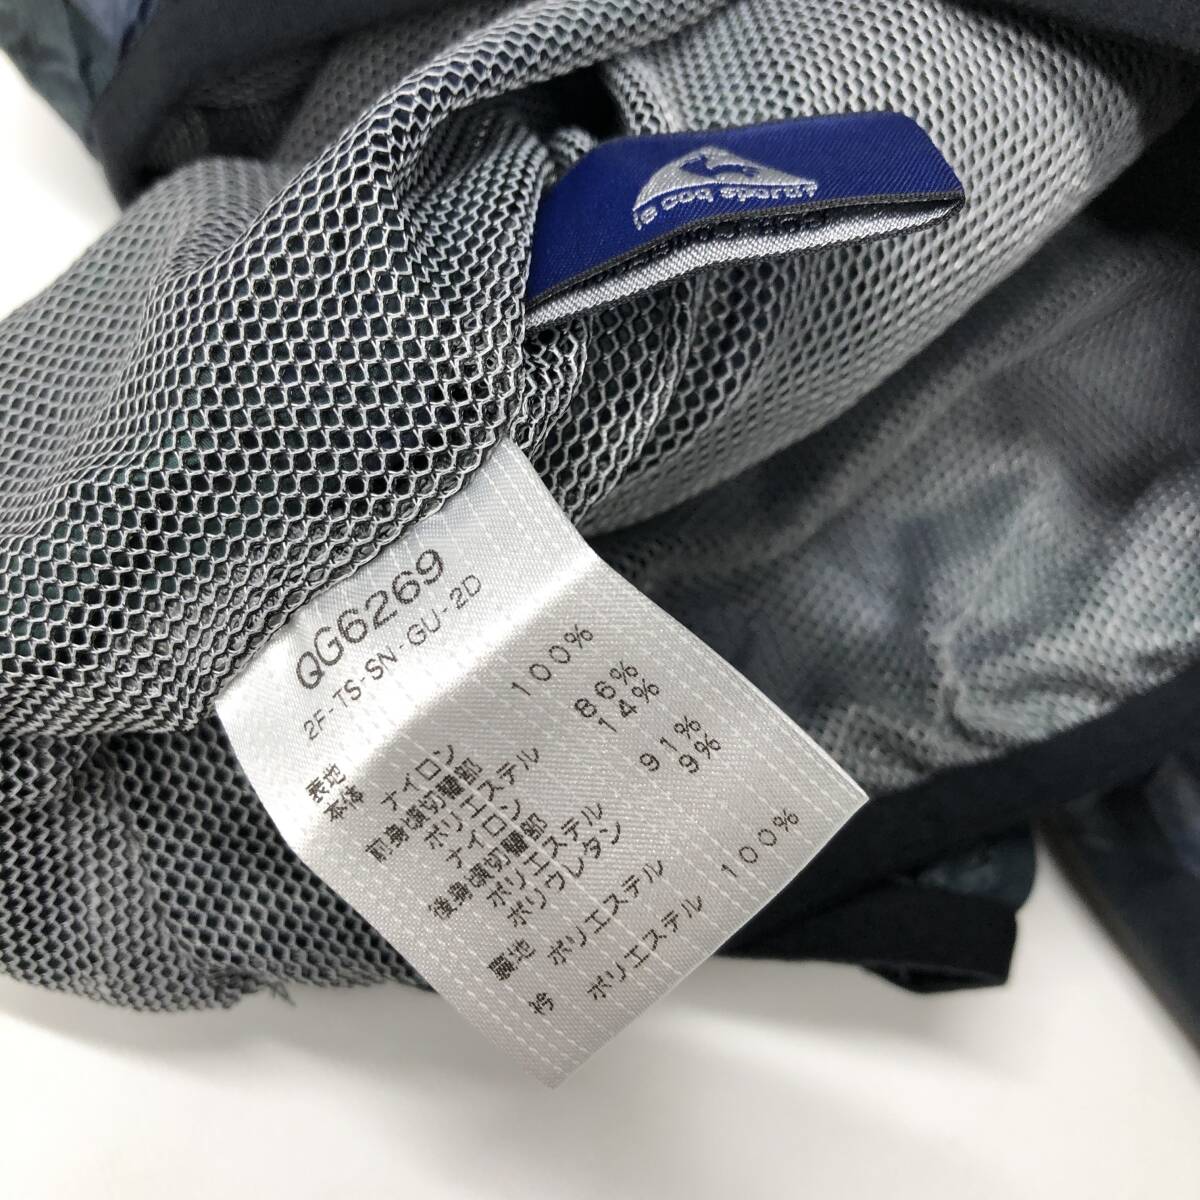 le coq sportif
QG6269
2F-TS-SN-GU-2D
表地
本体 ナイロン 100%
前身頃切替部
ポリエステル 86%
ナイロン 14%
後身頃切替部
ポリエステル 91%
ポリウレタン 9%
裏地 ポリエステル
衿 ポリエステル 100%